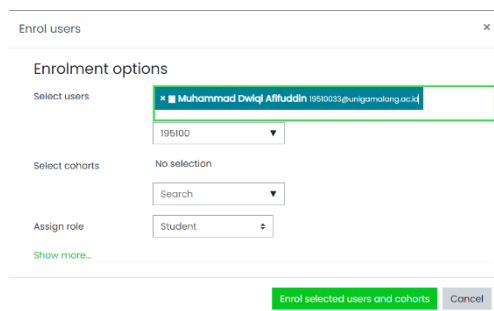 Enrol users ×
Enrolment options
Select users
× Muhammad Dwiqi Afifuddin 19510033@unigamalang.ac.id
195100 ▼
Select cohorts
No selection
Search ▼
Assign role
Student
Show more...
Enrol selected users and cohorts
Cancel